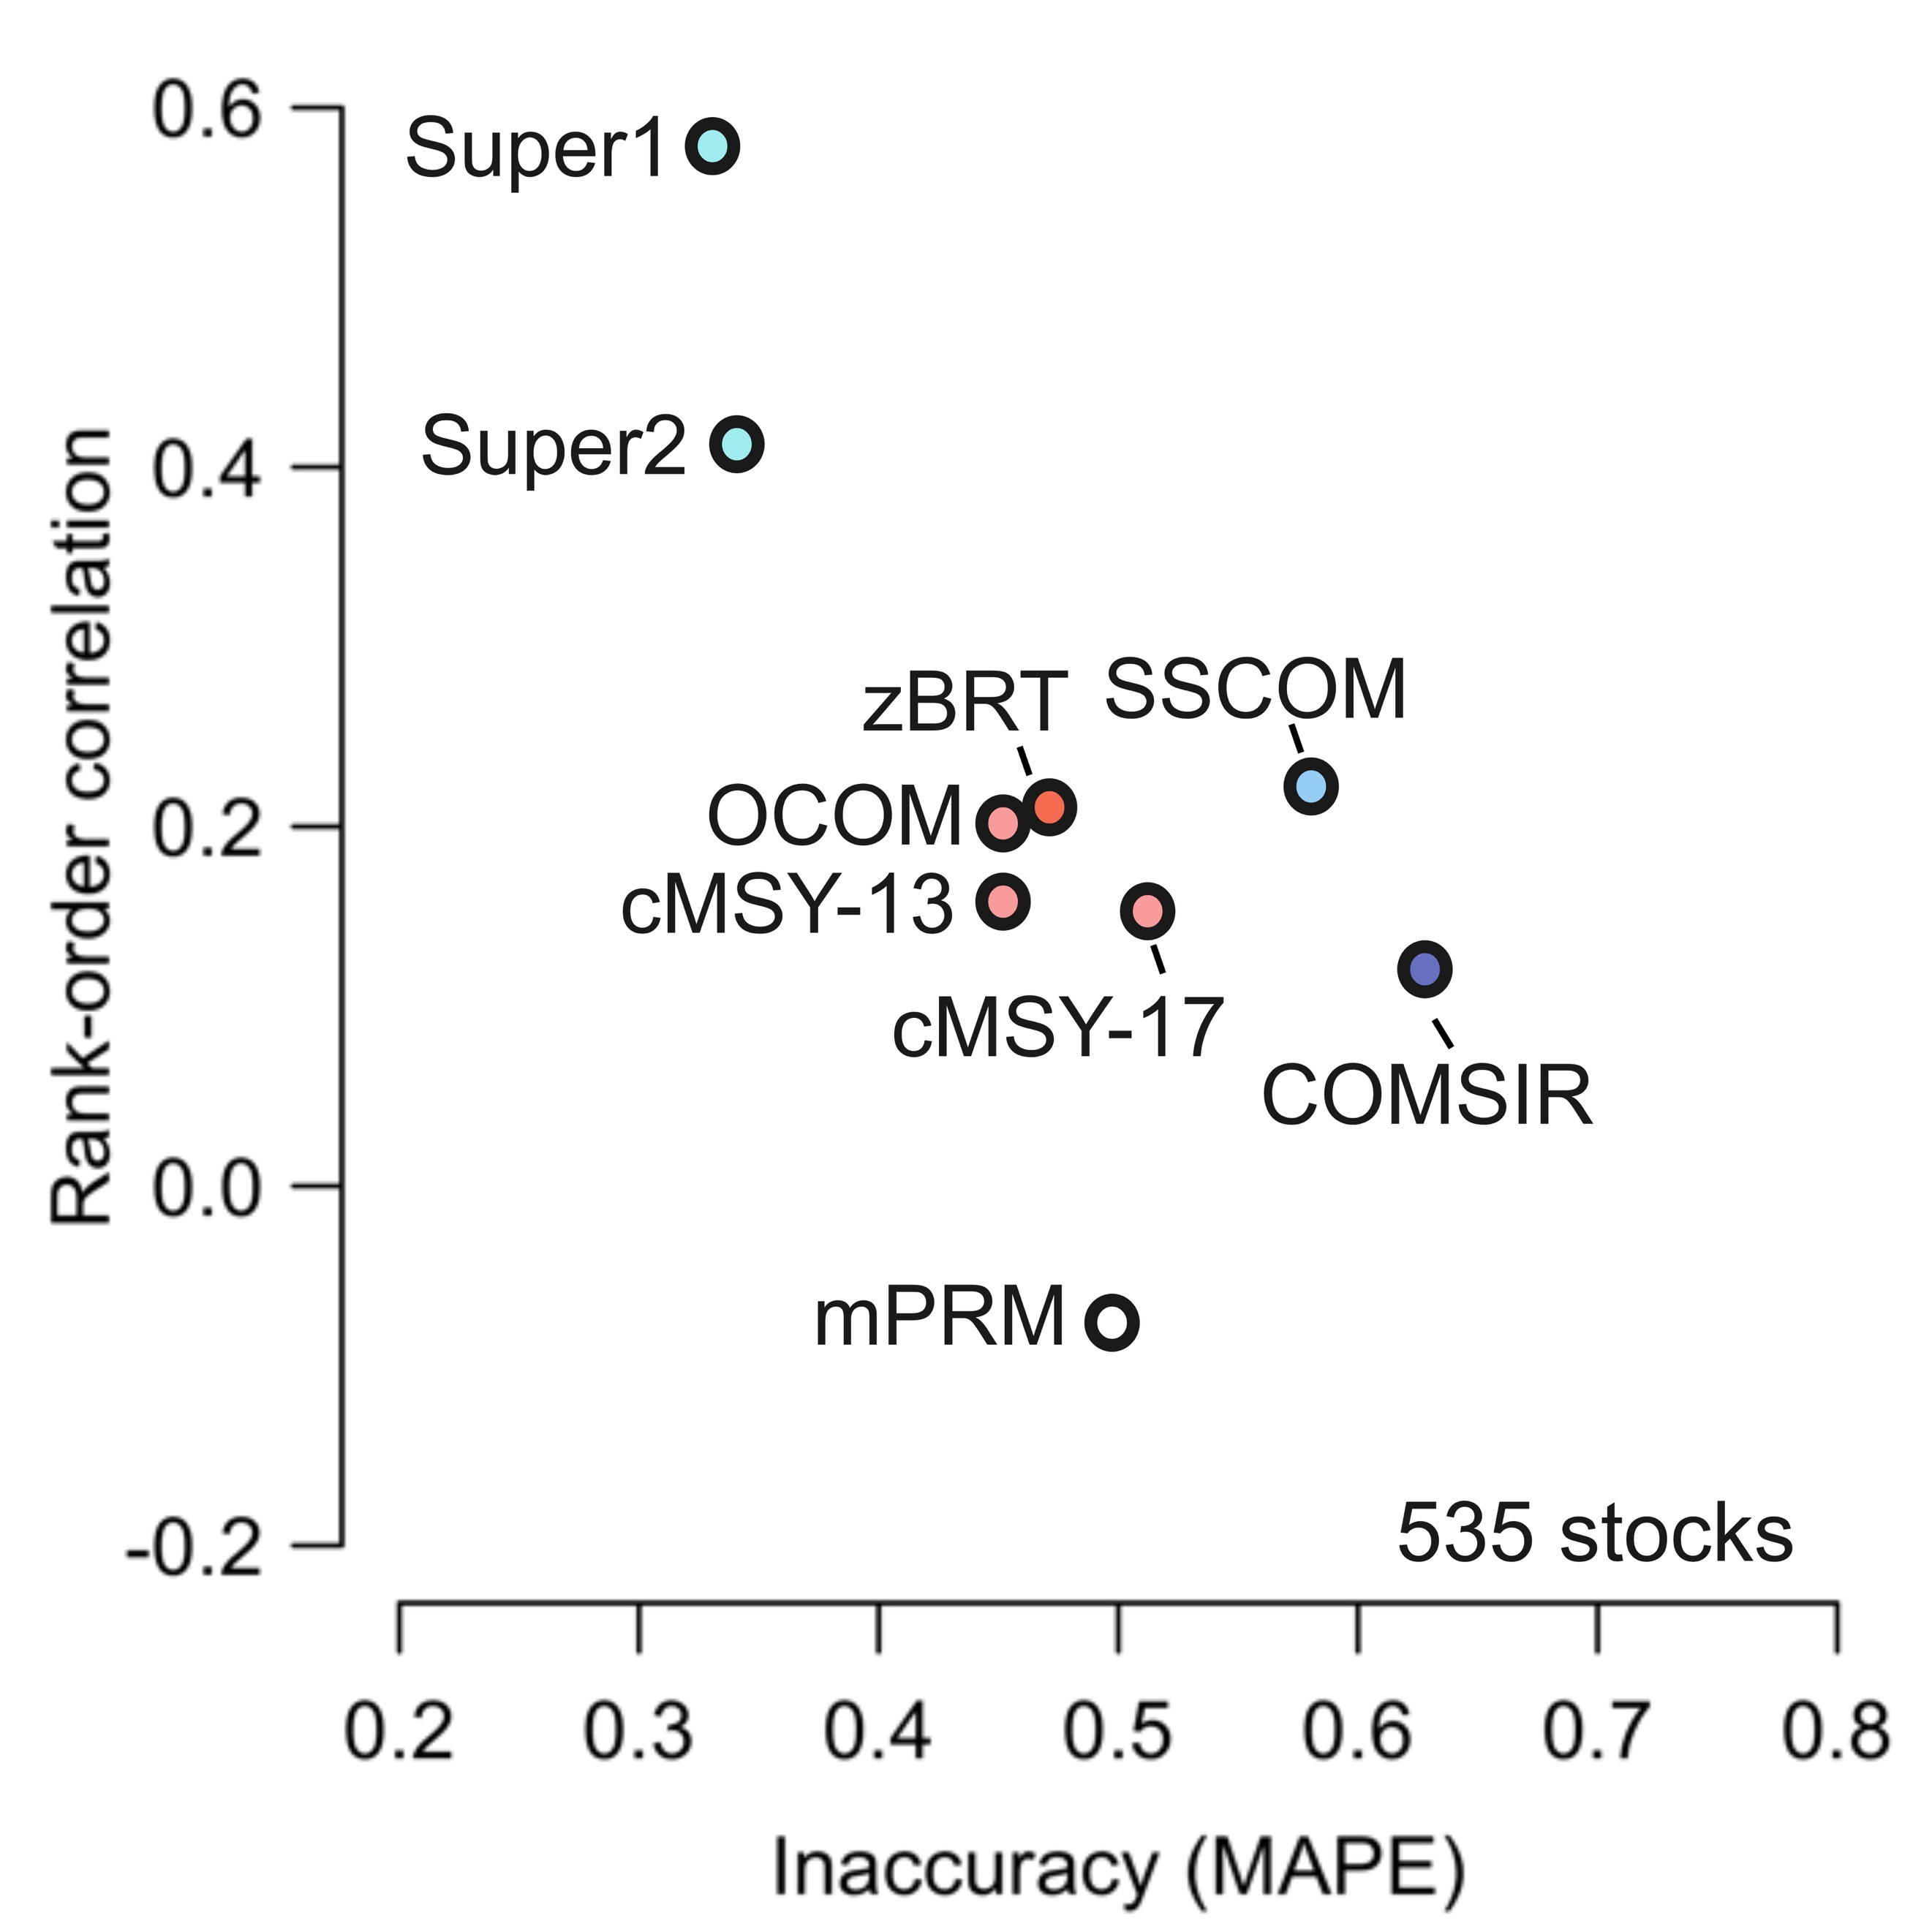 0.6
Super1
Super2
0.4
Rank-order correlation
zBRT
SSCOM
OCOM
0.2
cMSY-13
cMSY-17
COMSIR
0.0
mPRM
-0.2
535 stocks
0.2 0.3 0.4 0.5 0.6 0.7 0.8
Inaccuracy (MAPE)